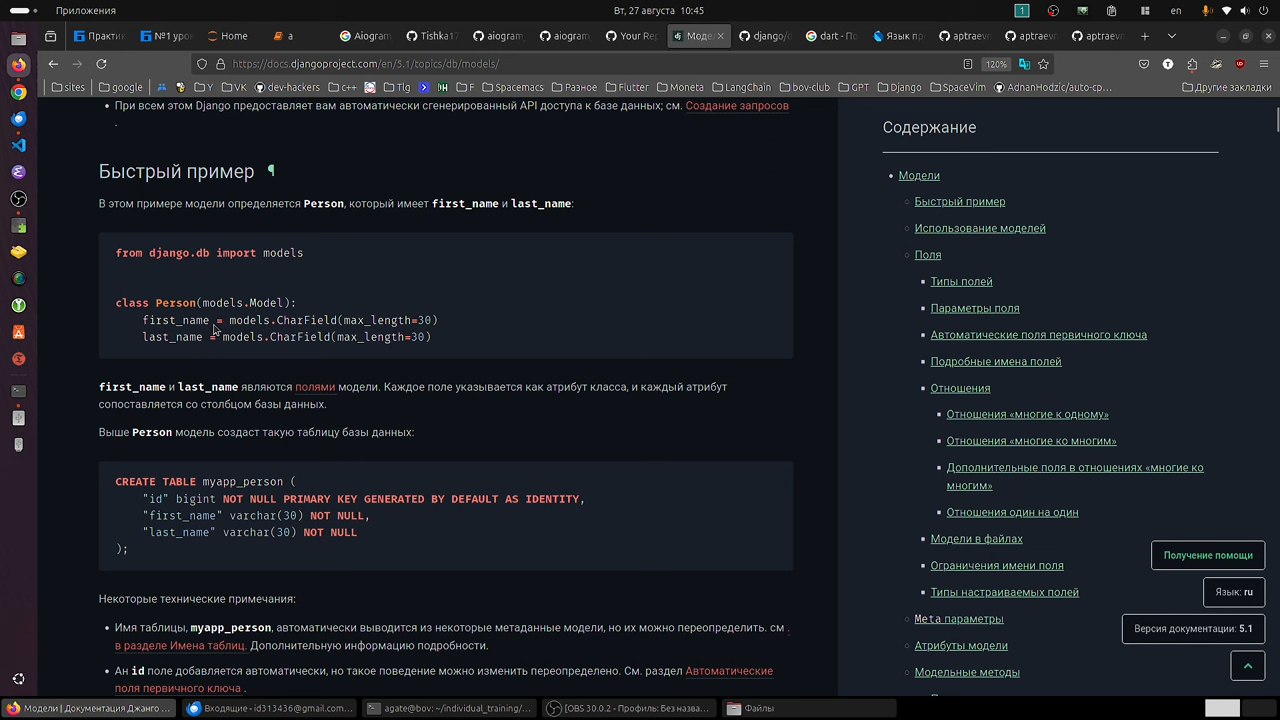 Приложения
Вт, 27 августа 10:45
1
en
Практи
№1 уро
Home
a
Aiogram
Tishka17
aiogram
aiogram
Your Rep
Моде
django/d
dart - По
Язык пр
aptraev
aptraev
aptraev
https://docs.djangoproject.com/en/5.1/topics/db/models/
120%
sites
google
Y
VK
dev-hackers
c++
Tlg
F
Spacemacs
Разное
Flutter
Moneta
LangChain
bov-club
GPT
Django
SpaceVim
AdnanHodzic/auto-cp...
Другие закладки
• При всем этом Django предоставляет вам автоматически сгенерированный API доступа к базе данных; см. Создание запросов
.
Быстрый пример ¶
В этом примере модели определяется Person, который имеет first_name и last_name:
from django.db import models
class Person(models.Model):
first_name = models.CharField(max_length=30)
last_name = models.CharField(max_length=30)
first_name и last_name являются полями модели. Каждое поле указывается как атрибут класса, и каждый атрибут
сопоставляется со столбцом базы данных.
Выше Person модель создаст такую таблицу базы данных:
CREATE TABLE myapp_person (
"id" bigint NOT NULL PRIMARY KEY GENERATED BY DEFAULT AS IDENTITY,
"first_name" varchar(30) NOT NULL,
"last_name" varchar(30) NOT NULL
);
Некоторые технические примечания:
• Имя таблицы, myapp_person, автоматически выводится из некоторые метаданные модели, но их можно переопределить. см .
в разделе Имена таблиц. Дополнительную информацию подробности.
• Ан id поле добавляется автоматически, но такое поведение можно изменить переопределено. См. раздел Автоматические
поля первичного ключа .
Содержание
Модели
Быстрый пример
Использование моделей
Поля
Типы полей
Параметры поля
Автоматические поля первичного ключа
Подробные имена полей
Отношения
Отношения «многие к одному»
Отношения «многие ко многим»
Дополнительные поля в отношениях «многие ко
многим»
Отношения один на один
Модели в файлах
Ограничения имени поля
Типы настраиваемых полей
Meta параметры
Атрибуты модели
Модельные методы
Получение помощи
Язык: ru
Версия документации: 5.1
Модели | Документация Джанго ...
Входящие - id313436@gmail.com...
agate@bov: ~/individual_training/...
[OBS 30.0.2 - Профиль: Без назва...
Файлы